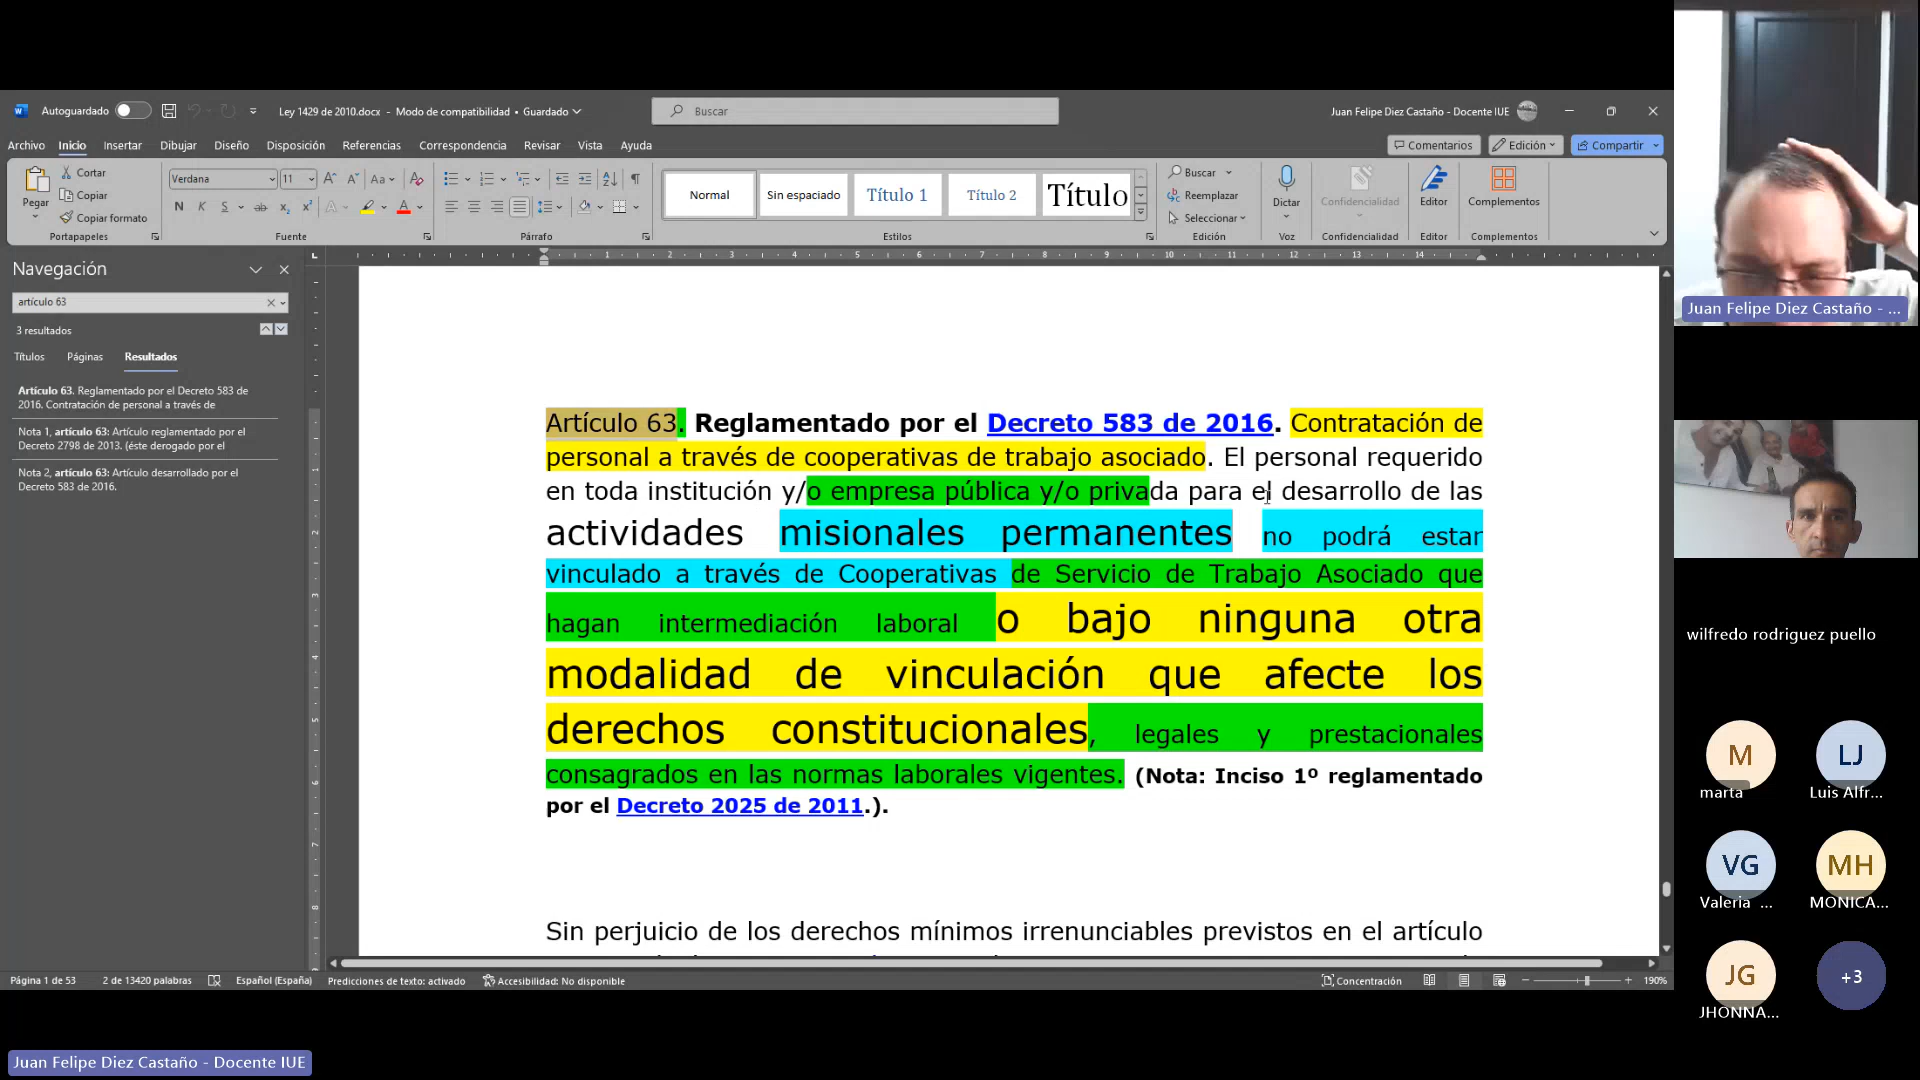 Autoguardado
Ley 1429 de 2010.docx - Modo de compatibilidad • Guardado
Buscar
Juan Felipe Diez Castaño - Docente IUE
Archivo Inicio Insertar Dibujar Diseño Disposición Referencias Correspondencia Revisar Vista Ayuda
Comentarios Edición Compartir
Pegar
Cortar
Copiar
Copiar formato
Portapapeles
Verdana 11
Fuente
Párrafo
Normal Sin espaciado Título 1 Título 2 Título
Estilos
Buscar
Reemplazar
Seleccionar
Edición
Dictar
Voz
Confidencialidad
Confidencialidad
Editor
Editor
Complementos
Complementos
Navegación
artículo 63
3 resultados
Títulos Páginas Resultados
Artículo 63. Reglamentado por el Decreto 583 de
2016. Contratación de personal a través de
Nota 1, artículo 63: Artículo reglamentado por el
Decreto 2798 de 2013. (éste derogado por el
Nota 2, artículo 63: Artículo desarrollado por el
Decreto 583 de 2016.
Artículo 63. Reglamentado por el Decreto 583 de 2016. Contratación de
personal a través de cooperativas de trabajo asociado. El personal requerido
en toda institución y/o empresa pública y/o privada para el desarrollo de las
actividades misionales permanentes no podrá estar
vinculado a través de Cooperativas de Servicio de Trabajo Asociado que
hagan intermediación laboral o bajo ninguna otra
modalidad de vinculación que afecte los
derechos constitucionales, legales y prestacionales
consagrados en las normas laborales vigentes. (Nota: Inciso 1º reglamentado
por el Decreto 2025 de 2011.).
Sin perjuicio de los derechos mínimos irrenunciables previstos en el artículo
Página 1 de 53 2 de 13420 palabras Español (España) Predicciones de texto: activado Accesibilidad: No disponible Concentración 190%
Juan Felipe Diez Castaño - Docente IUE
Juan Felipe Diez Castaño - ...
wilfredo rodriguez puello
M
marta
LJ
Luis Alfr...
VG
Valeria ...
MH
MONICA...
JG
JHONNA...
+3